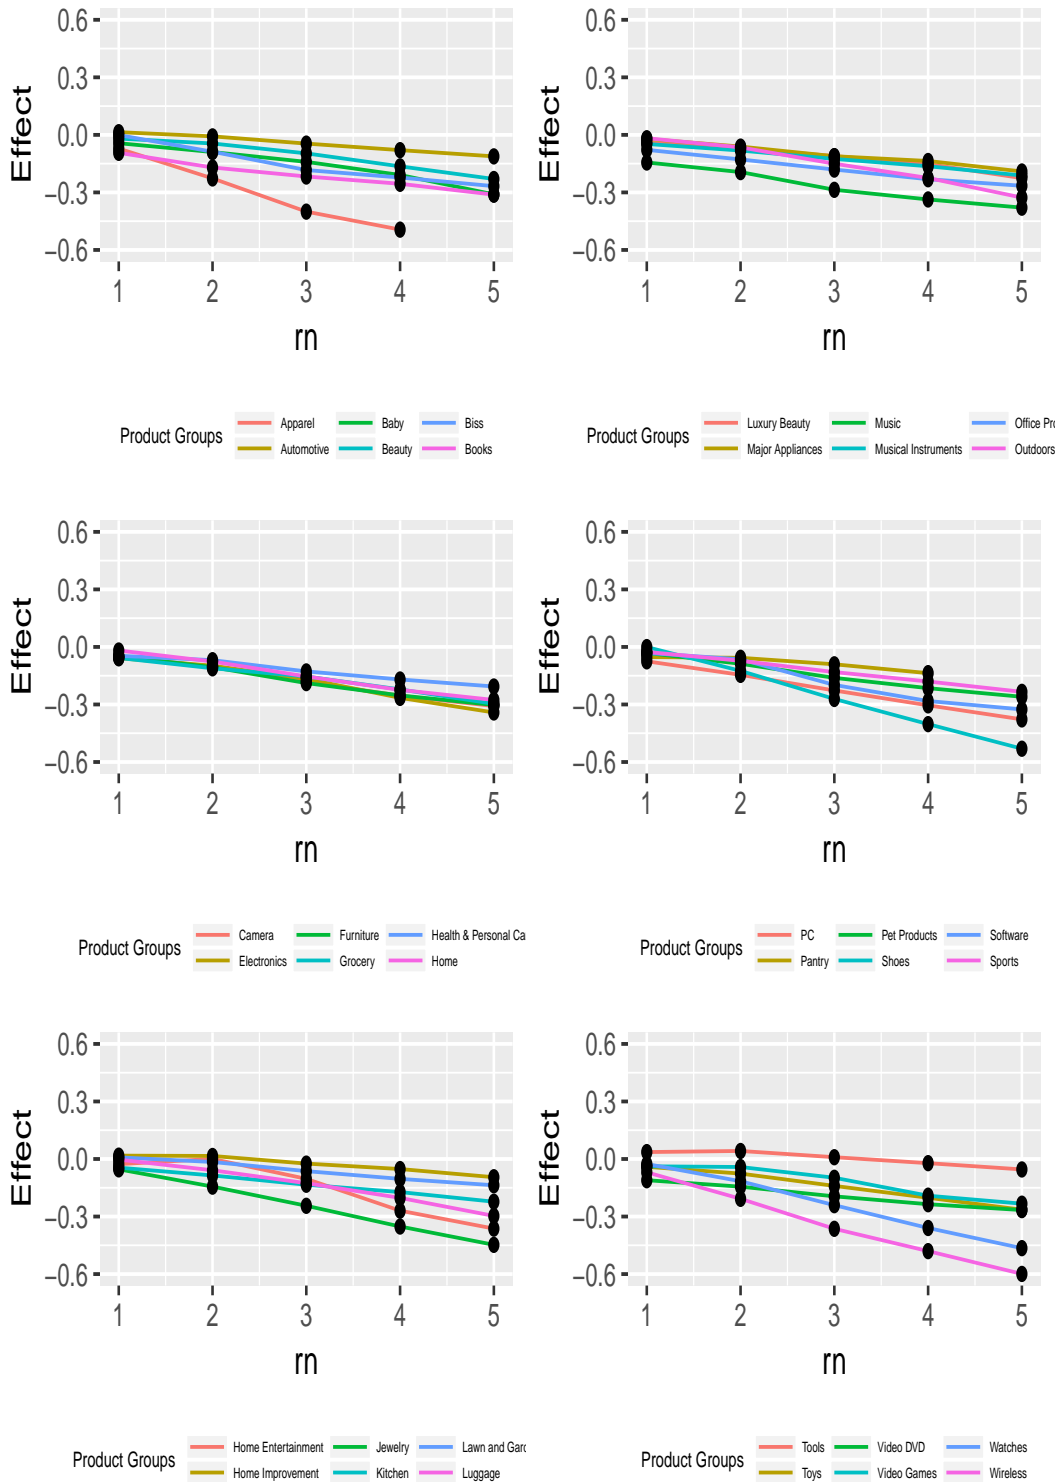 0.6
0.3
0.0
−0.3
−0.6
Effect
1 2 3 4 5
rn
Product Groups
Apparel Baby Biss
Automotive Beauty Books
0.6
0.3
0.0
−0.3
−0.6
Effect
1 2 3 4 5
rn
Product Groups
Luxury Beauty Music Office Pro
Major Appliances Musical Instruments Outdoors
0.6
0.3
0.0
−0.3
−0.6
Effect
1 2 3 4 5
rn
Product Groups
Camera Furniture Health & Personal Ca
Electronics Grocery Home
0.6
0.3
0.0
−0.3
−0.6
Effect
1 2 3 4 5
rn
Product Groups
PC Pet Products Software
Pantry Shoes Sports
0.6
0.3
0.0
−0.3
−0.6
Effect
1 2 3 4 5
rn
Product Groups
Home Entertainment Jewelry Lawn and Gard
Home Improvement Kitchen Luggage
0.6
0.3
0.0
−0.3
−0.6
Effect
1 2 3 4 5
rn
Product Groups
Tools Video DVD Watches
Toys Video Games Wireless